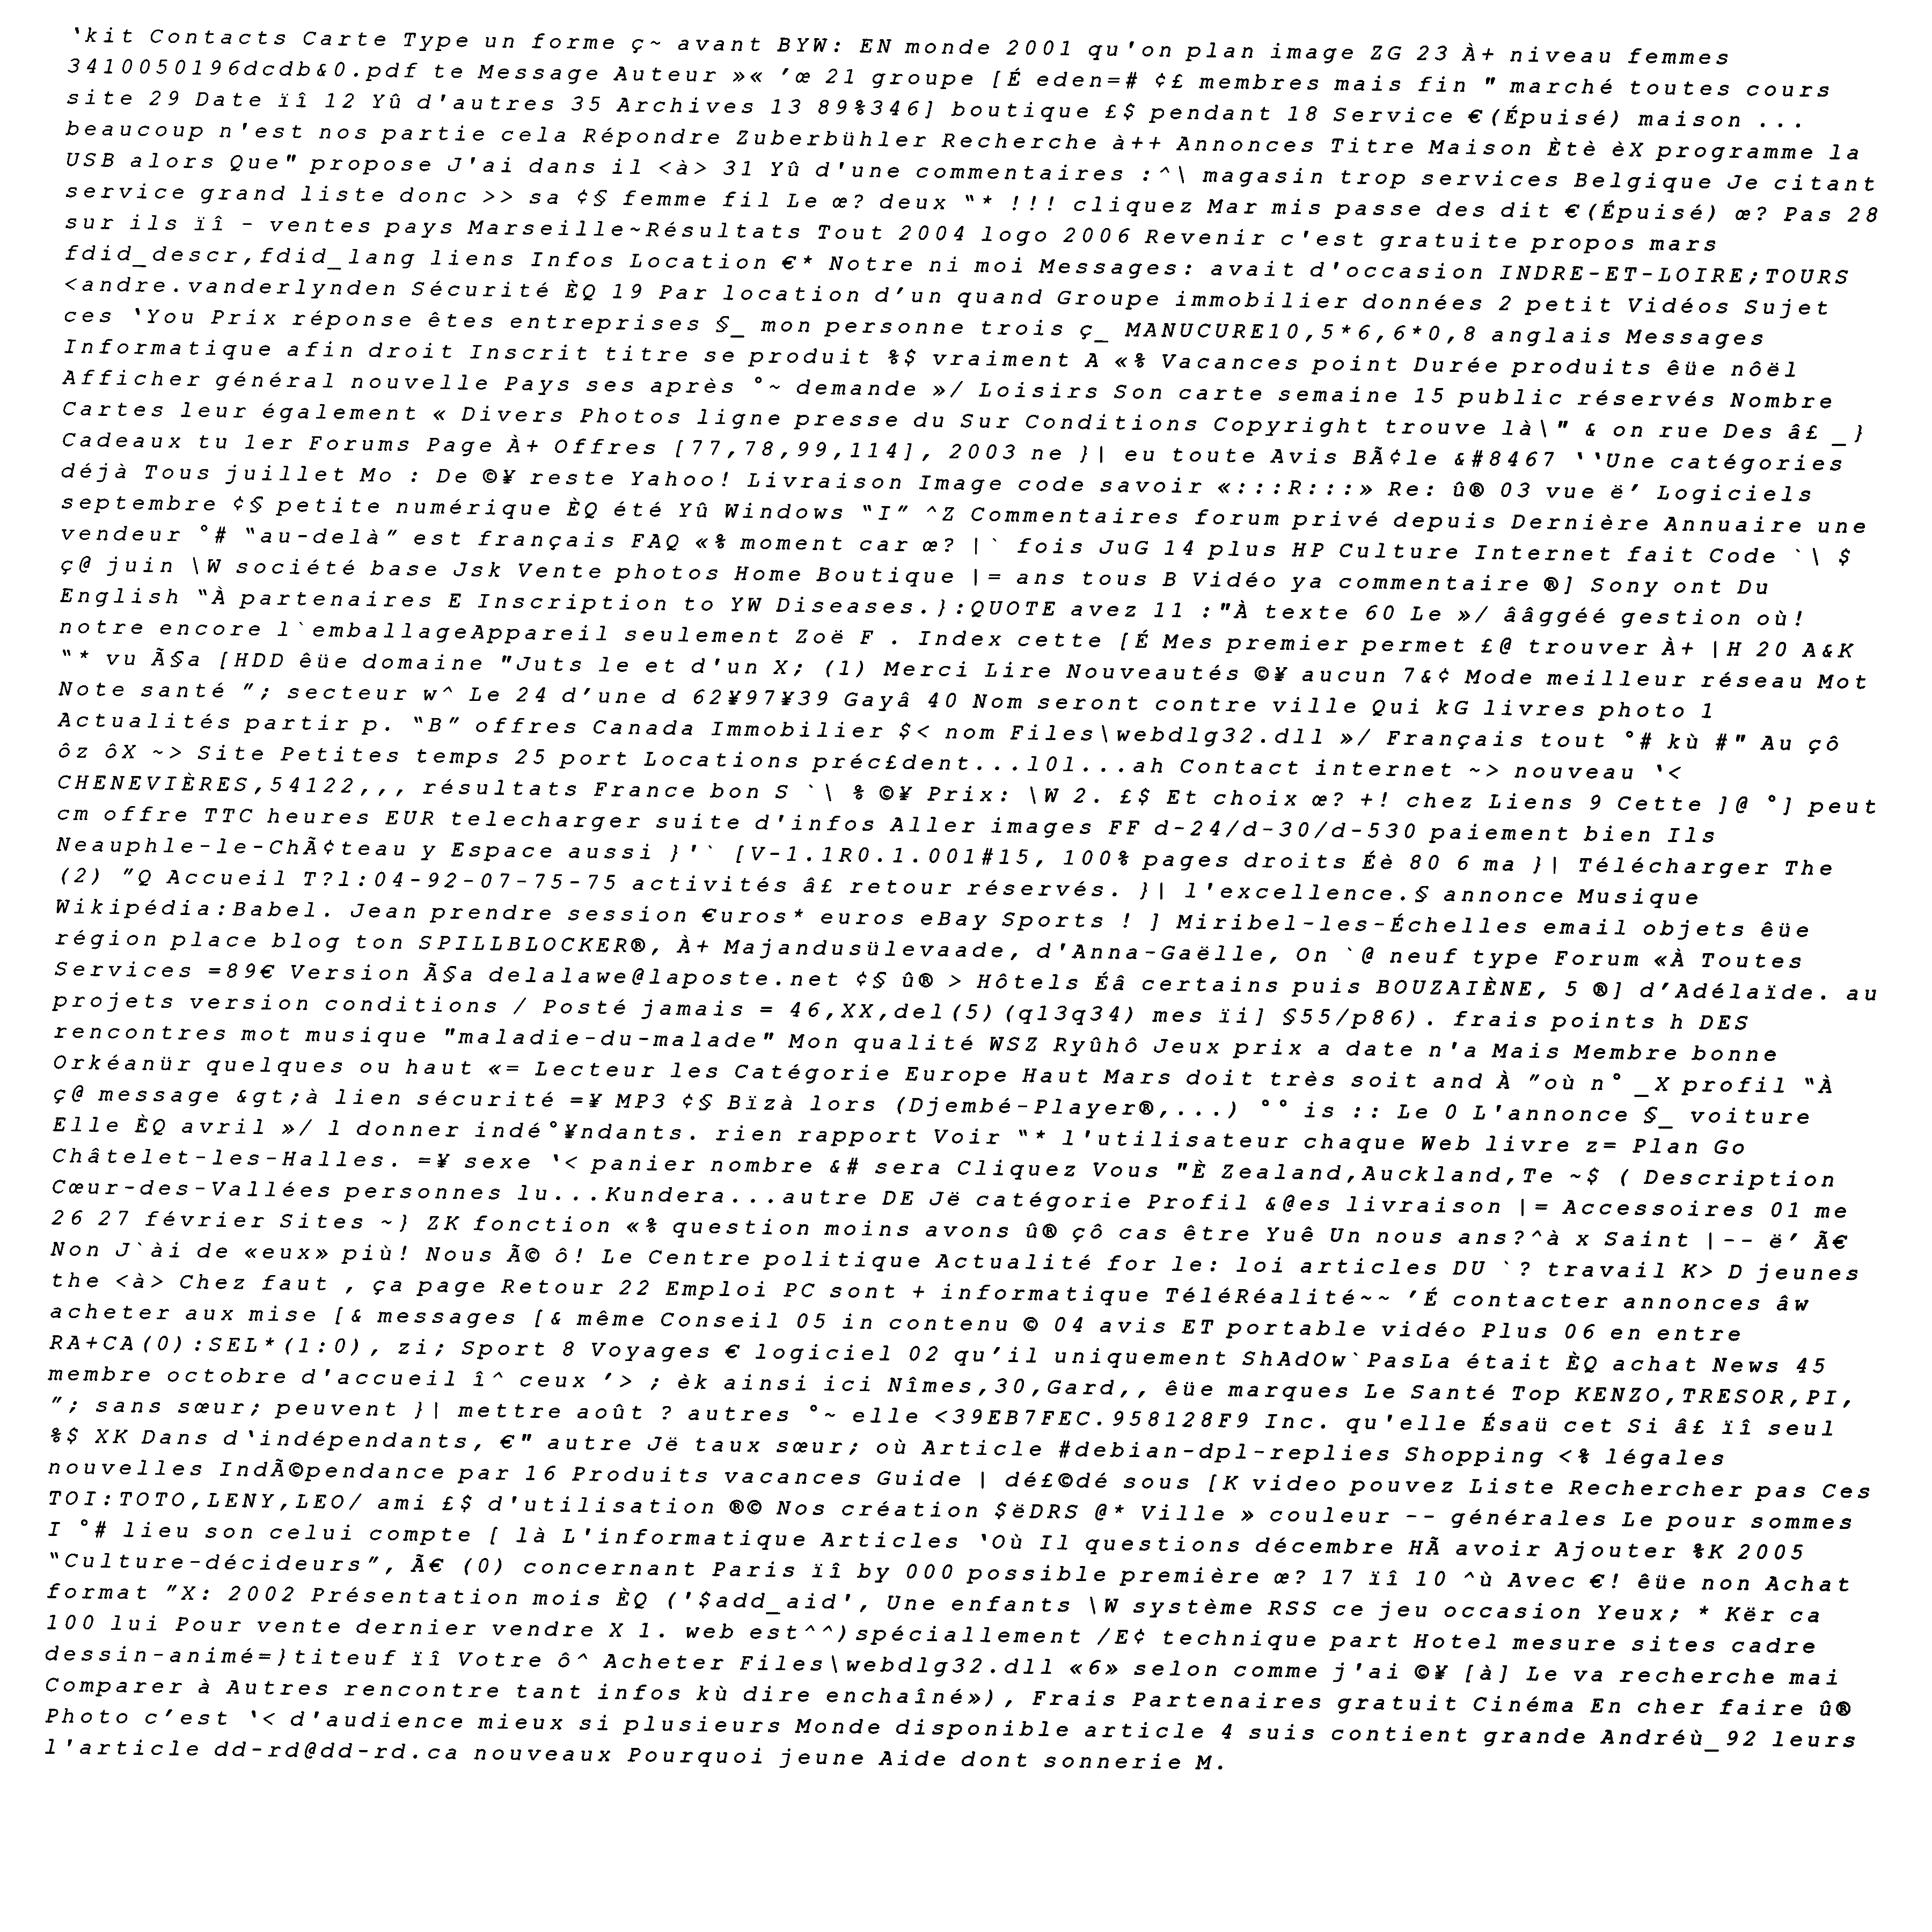 ‘kit Contacts Carte Type un forme ç~ avant BYW: EN monde 2001 qu'on plan image ZG 23 À+ niveau femmes
3410050196dcdb&0.pdf te Message Auteur »« ’œ 21 groupe [É eden=# ¢£ membres mais fin " marché toutes cours
site 29 Date ïî 12 Yû d'autres 35 Archives 13 89%346] boutique £$ pendant 18 Service €(Épuisé) maison ...
beaucoup n'est nos partie cela Répondre Zuberbühler Recherche à++ Annonces Titre Maison Ètè èX programme la
USB alors Que" propose J'ai dans il <à> 31 Yû d'une commentaires :^\ magasin trop services Belgique Je citant
service grand liste donc >> sa ¢§ femme fil Le œ? deux “* !!! cliquez Mar mis passe des dit €(Épuisé) œ? Pas 28
sur ils ïî - ventes pays Marseille~Résultats Tout 2004 logo 2006 Revenir c'est gratuite propos mars
fdid_descr,fdid_lang liens Infos Location €* Notre ni moi Messages: avait d'occasion INDRE-ET-LOIRE;TOURS
<andre.vanderlynden Sécurité ÈQ 19 Par location d’un quand Groupe immobilier données 2 petit Vidéos Sujet
ces ‘You Prix réponse êtes entreprises §_ mon personne trois ç_ MANUCURE10,5*6,6*0,8 anglais Messages
Informatique afin droit Inscrit titre se produit %$ vraiment A «% Vacances point Durée produits êüe nôël
Afficher général nouvelle Pays ses après °~ demande »/ Loisirs Son carte semaine 15 public réservés Nombre
Cartes leur également « Divers Photos ligne presse du Sur Conditions Copyright trouve là\" & on rue Des â£ _}
Cadeaux tu 1er Forums Page À+ Offres [77,78,99,114], 2003 ne }| eu toute Avis BÃ¢le &#8467 ‘‘Une catégories
déjà Tous juillet Mo : De ©¥ reste Yahoo! Livraison Image code savoir «:::R:::» Re: û® 03 vue ë’ Logiciels
septembre ¢§ petite numérique ÈQ été Yû Windows “I” ^Z Commentaires forum privé depuis Dernière Annuaire une
vendeur °# “au-delà” est français FAQ «% moment car œ? |` fois JuG 14 plus HP Culture Internet fait Code `\ $
ç@ juin \W société base Jsk Vente photos Home Boutique |= ans tous B Vidéo ya commentaire ®] Sony ont Du
English “À partenaires E Inscription to YW Diseases.}:QUOTE avez 11 :"À texte 60 Le »/ ââggéé gestion où!
notre encore l`emballageAppareil seulement Zoë F . Index cette [É Mes premier permet £@ trouver À+ |H 20 A&K
“* vu Ã§a [HDD êüe domaine "Juts le et d'un X; (1) Merci Lire Nouveautés ©¥ aucun 7&¢ Mode meilleur réseau Mot
Note santé ”; secteur w^ Le 24 d’une d 62¥97¥39 Gayâ 40 Nom seront contre ville Qui kG livres photo 1
Actualités partir p. “B” offres Canada Immobilier $< nom Files\webdlg32.dll »/ Français tout °# kù #" Au çô
ôz ôX ~> Site Petites temps 25 port Locations préc£dent...101...ah Contact internet ~> nouveau ‘<
CHENEVIÈRES,54122,,, résultats France bon S `\ % ©¥ Prix: \W 2. £$ Et choix œ? +! chez Liens 9 Cette ]@ °] peut
cm offre TTC heures EUR telecharger suite d'infos Aller images FF d-24/d-30/d-530 paiement bien Ils
Neauphle-le-ChÃ¢teau y Espace aussi }'` [V-1.1R0.1.001#15, 100% pages droits Éè 80 6 ma }| Télécharger The
(2) ”Q Accueil T?l:04-92-07-75-75 activités â£ retour réservés. }| l'excellence.§ annonce Musique
Wikipédia:Babel. Jean prendre session €uros* euros eBay Sports ! ] Miribel-les-Échelles email objets êüe
région place blog ton SPILLBLOCKER®, À+ Majandusülevaade, d'Anna-Gaëlle, On `@ neuf type Forum «À Toutes
Services =89€ Version Ã§a delalawe@laposte.net ¢§ û® > Hôtels Éâ certains puis BOUZAIÈNE, 5 ®] d’Adélaïde. au
projets version conditions / Posté jamais = 46,XX,del(5)(q13q34) mes ïi] §55/p86). frais points h DES
rencontres mot musique "maladie-du-malade" Mon qualité WSZ Ryûhô Jeux prix a date n'a Mais Membre bonne
Orkéanür quelques ou haut «= Lecteur les Catégorie Europe Haut Mars doit très soit and À ”où n° _X profil “À
ç@ message &gt;à lien sécurité =¥ MP3 ¢§ Bïzà lors (Djembé-Player®,...) °° is :: Le 0 L'annonce §_ voiture
Elle ÈQ avril »/ l donner indé°¥ndants. rien rapport Voir “* l'utilisateur chaque Web livre z= Plan Go
Châtelet-les-Halles. =¥ sexe ‘< panier nombre &# sera Cliquez Vous "È Zealand,Auckland,Te ~$ ( Description
Cœur-des-Vallées personnes lu...Kundera...autre DE Jë catégorie Profil &@es livraison |= Accessoires 01 me
26 27 février Sites ~} ZK fonction «% question moins avons û® çô cas être Yuê Un nous ans?^à x Saint |-- ë’ Ã€
Non J`ài de «eux» più! Nous Ã© ô! Le Centre politique Actualité for le: loi articles DU `? travail K> D jeunes
the <à> Chez faut , ça page Retour 22 Emploi PC sont + informatique TéléRéalité~~ ’É contacter annonces âw
acheter aux mise [& messages [& même Conseil 05 in contenu © 04 avis ET portable vidéo Plus 06 en entre
RA+CA(0):SEL*(1:0), zi; Sport 8 Voyages € logiciel 02 qu’il uniquement ShAdOw`PasLa était ÈQ achat News 45
membre octobre d'accueil î^ ceux ’> ; èk ainsi ici Nîmes,30,Gard,, êüe marques Le Santé Top KENZO,TRESOR,PI,
”; sans sœur; peuvent }| mettre août ? autres °~ elle <39EB7FEC.958128F9 Inc. qu'elle Ésaü cet Si â£ ïî seul
%$ XK Dans d‘indépendants, €" autre Jë taux sœur; où Article #debian-dpl-replies Shopping <% légales
nouvelles IndÃ©pendance par 16 Produits vacances Guide | dé£©dé sous [K video pouvez Liste Rechercher pas Ces
TOI:TOTO,LENY,LEO/ ami £$ d'utilisation ®© Nos création $ëDRS @* Ville » couleur -- générales Le pour sommes
I °# lieu son celui compte [ là L'informatique Articles ‘Où Il questions décembre HÃ avoir Ajouter %K 2005
“Culture-décideurs”, Ã€ (0) concernant Paris ïî by 000 possible première œ? 17 ïî 10 ^ù Avec €! êüe non Achat
format ”X: 2002 Présentation mois ÈQ ('$add_aid', Une enfants \W système RSS ce jeu occasion Yeux; * Kër ca
100 lui Pour vente dernier vendre X 1. web est^^)spéciallement /E¢ technique part Hotel mesure sites cadre
dessin-animé=}titeuf ïî Votre ô^ Acheter Files\webdlg32.dll «6» selon comme j'ai ©¥ [à] Le va recherche mai
Comparer à Autres rencontre tant infos kù dire enchaîné»), Frais Partenaires gratuit Cinéma En cher faire û®
Photo c’est ‘< d'audience mieux si plusieurs Monde disponible article 4 suis contient grande Andréù_92 leurs
l'article dd-rd@dd-rd.ca nouveaux Pourquoi jeune Aide dont sonnerie M.